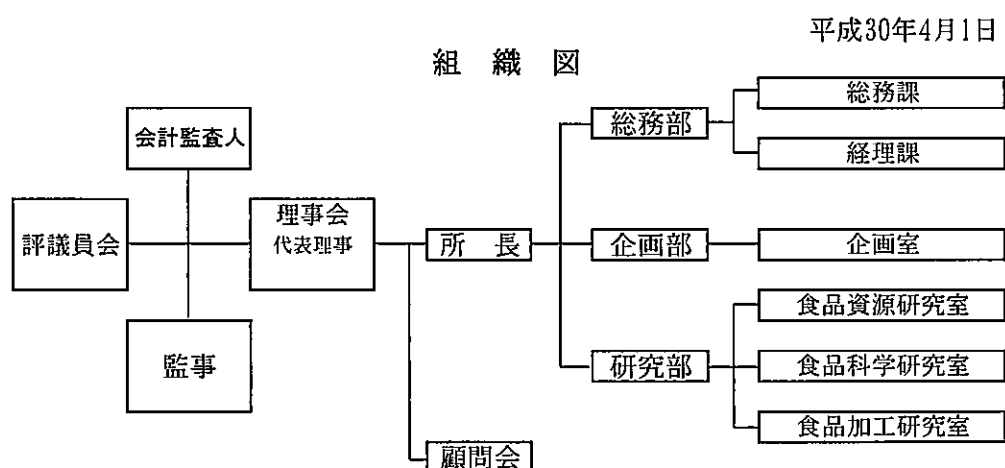 平成30年4月1日
組 織 図
会計監査人
評議員会
理事会
代表理事
監事
所 長
顧問会
総務部
総務課
経理課
企画部
企画室
研究部
食品資源研究室
食品科学研究室
食品加工研究室